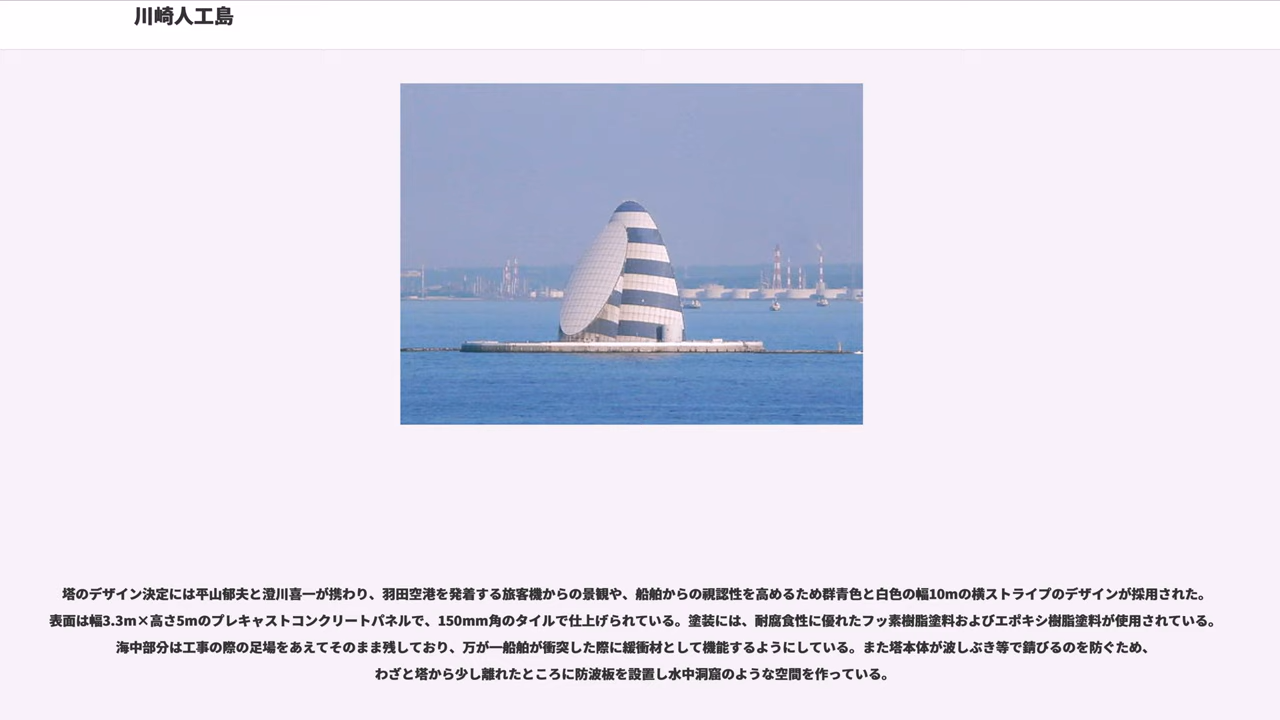 川崎人工島
塔のデザイン決定には平山郁夫と澄川喜一が携わり、羽田空港を発着する旅客機からの景観や、船舶からの視認性を高めるため群青色と白色の幅10mの横ストライプのデザインが採用された。
表面は幅3.3m×高さ5mのプレキャストコンクリートパネルで、150mm角のタイルで仕上げられている。塗装には、耐腐食性に優れたフッ素樹脂塗料およびエポキシ樹脂塗料が使用されている。
海中部分は工事の際の足場をあえてそのまま残しており、万が一船舶が衝突した際に緩衝材として機能するようにしている。また塔本体が波しぶき等で錆びるのを防ぐため、
わざと塔から少し離れたところに防波板を設置し水中洞窟のような空間を作っている。